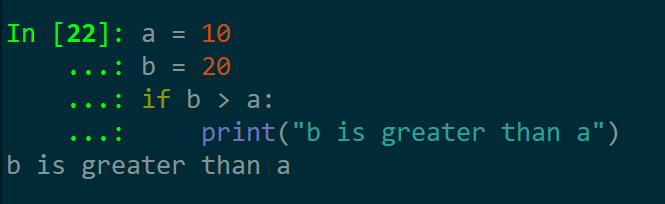 In [22]: a = 10
    ...: b = 20
    ...: if b > a:
    ...:     print("b is greater than a")
b is greater than a